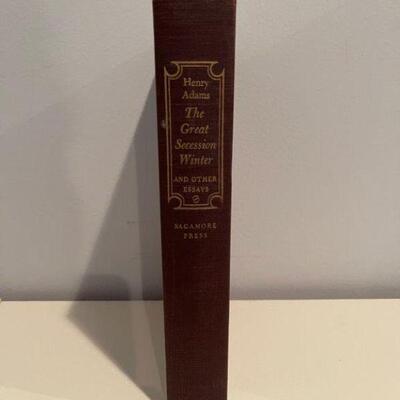 Henry
Adams
The
Great
Secession
Winter
AND OTHER
ESSAYS
SAGAMORE
PRESS